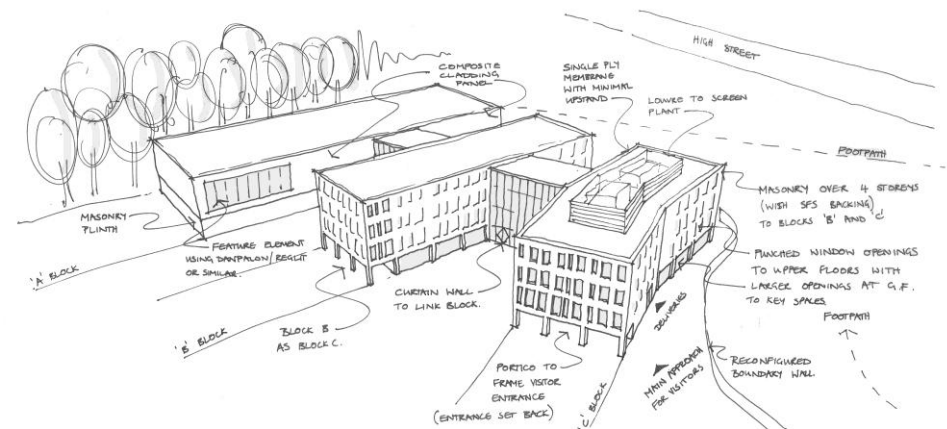 HIGH STREET
COMPOSITE
CLADDING
PANEL
SINGLE PLY
MEMBRANE
WITH MINIMAL
UPSTAND
LOUVRE TO SCREEN
PLANT
FOOTPATH
MASONRY OVER 4 STOREYS
(WITH SFS BACKING)
TO BLOCKS 'B' AND 'C'
MASONRY
PLINTH
FEATURE ELEMENT
USING DANPALON/REGLIT
OR SIMILAR.
'A' BLOCK
PUNCHED WINDOW OPENINGS
TO UPPER FLOORS WITH
LARGER OPENINGS AT G.F.
TO KEY SPACES.
FOOTPATH
CURTAIN WALL
TO LINK BLOCK.
'B' BLOCK
BLOCK B
AS BLOCK C.
DELIVERIES
PORTICO TO
FRAME VISITOR
ENTRANCE
(ENTRANCE SET BACK)
'C' BLOCK
MAIN APPROACH
FOR VISITORS
RECONFIGURED
BOUNDARY WALL.